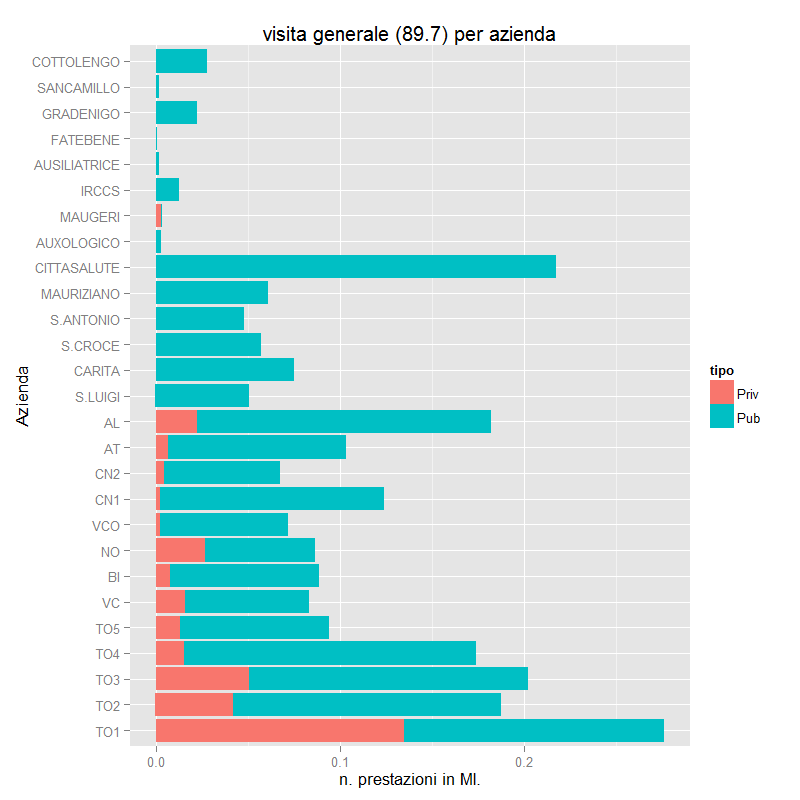 visita generale (89.7) per azienda
COTTOLENGO
SANCAMILLO
GRADENIGO
FATEBENE
AUSILIATRICE
IRCCS
MAUGERI
AUXOLOGICO
CITTASALUTE
MAURIZIANO
S.ANTONIO
S.CROCE
CARITA
S.LUIGI
AL
AT
CN2
CN1
VCO
NO
BI
VC
TO5
TO4
TO3
TO2
TO1
Azienda
0.0 0.1 0.2
n. prestazioni in Ml.
tipo
Priv
Pub